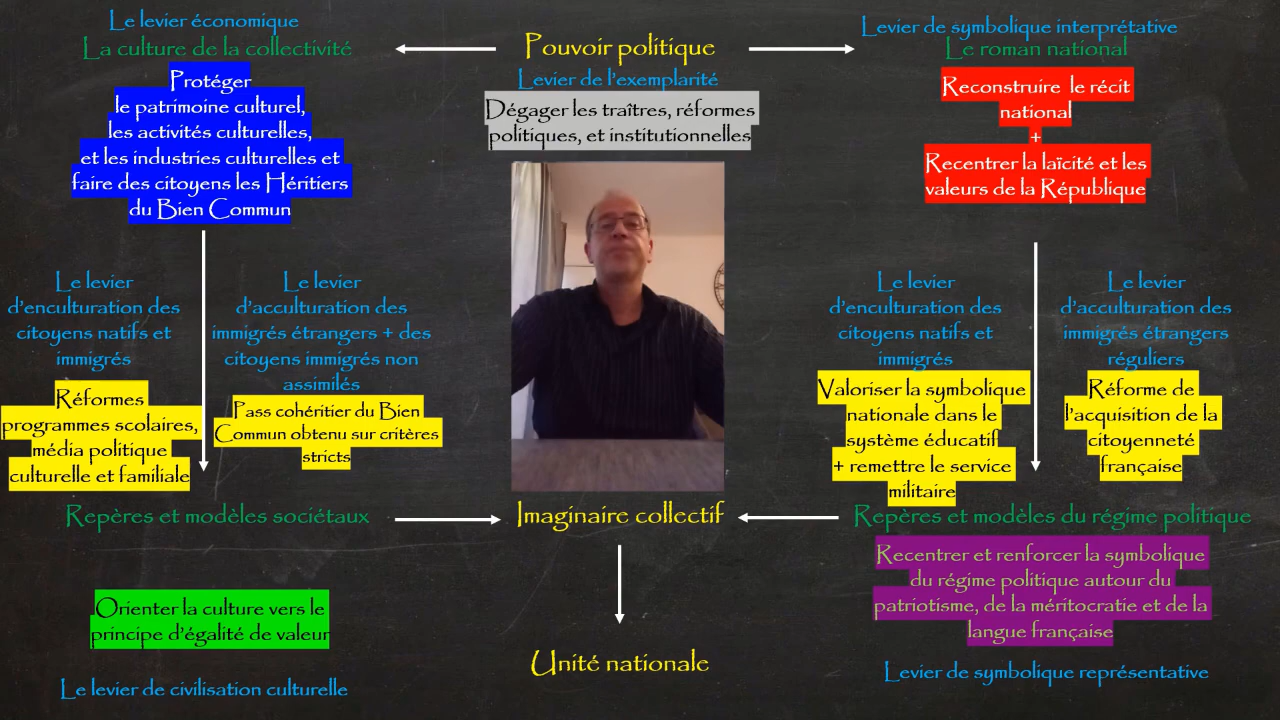 Le levier économique
La culture de la collectivité
Protéger
le patrimoine culturel,
les activités culturelles,
et les industries culturelles et
faire des citoyens les Héritiers
du Bien Commun
Pouvoir politique
Levier de l'exemplarité
Dégager les traîtres, réformes
politiques, et institutionnelles
Levier de symbolique interprétative
Le roman national
Reconstruire le récit
national
+
Recentrer la laïcité et les
valeurs de la République
Le levier
d'enculturation des
citoyens natifs et
immigrés
Réformes
programmes scolaires,
média politique
culturelle et familiale
Le levier
d'acculturation des
immigrés étrangers + des
citoyens immigrés non
assimilés
Pass cohéritier du Bien
Commun obtenu sur critères
stricts
Le levier
d'enculturation des
citoyens natifs et
immigrés
Valoriser la symbolique
nationale dans le
système éducatif
+ remettre le service
militaire
Le levier
d'acculturation des
immigrés étrangers
réguliers
Réforme de
l'acquisition de la
citoyenneté
française
Repères et modèles sociétaux
Imaginaire collectif
Repères et modèles du régime politique
Recentrer et renforcer la symbolique
du régime politique autour du
patriotisme, de la méritocratie et de la
langue française
Orienter la culture vers le
principe d'égalité de valeur
Unité nationale
Levier de symbolique représentative
Le levier de civilisation culturelle